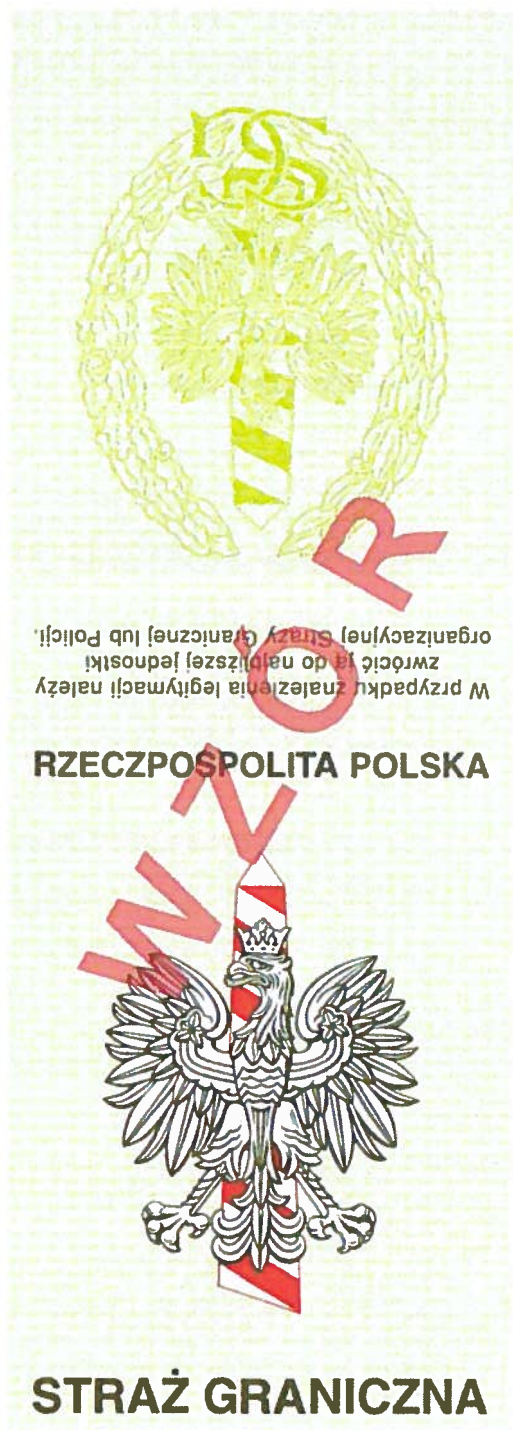 W przypadku znalezienia legitymacji należy
zwrócić ją do najbliższej jednostki
organizacyjnej Straży Granicznej lub Policji.
RZECZPOSPOLITA POLSKA
WZÓR
STRAŻ GRANICZNA